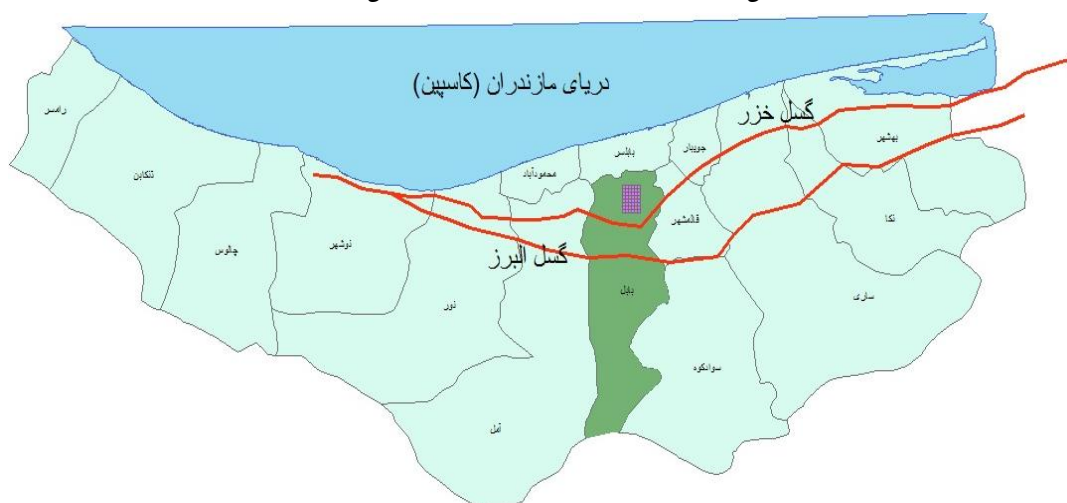 دریای مازندران (کاسپین)
گسل خزر
رامسر
بابلسر
جویبار
بهشهر
تنکابن
محمودآباد
نکا
قائمشهر
نوشهر
چالوس
گسل البرز
بابل
ساری
نور
سوادکوه
آمل